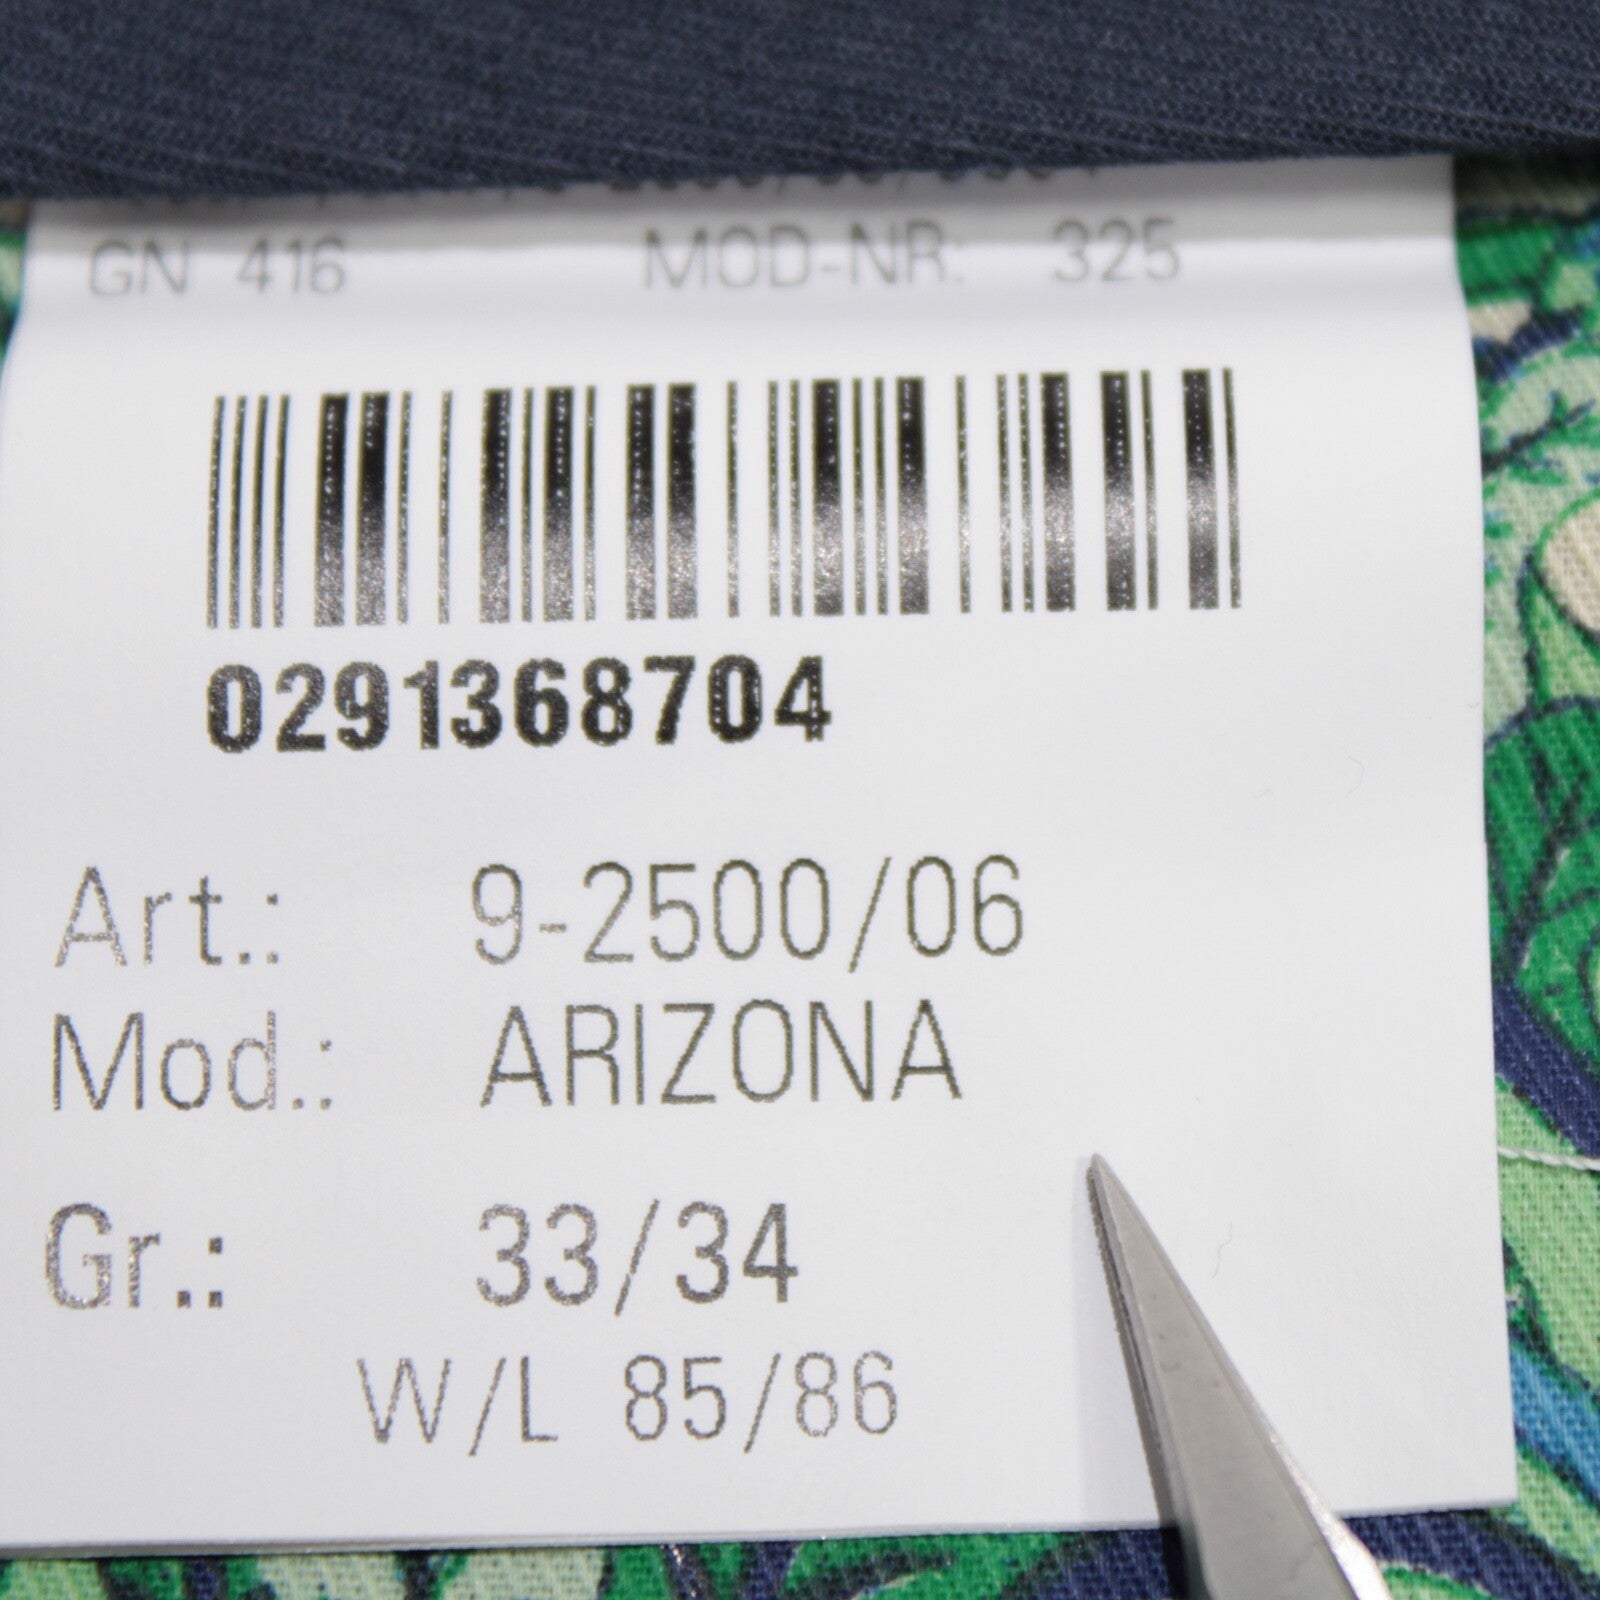 GN 416 MOD-NR: 325
0291368704
Art.: 9-2500/06
Mod.: ARIZONA
Gr.: 33/34
W/L 85/86